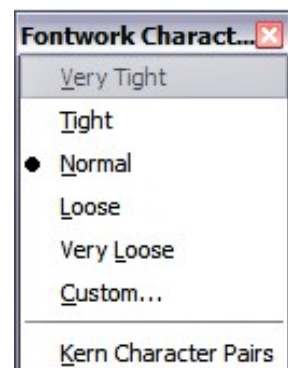 Fontwork Charact...
Very Tight
Tight
Normal
Loose
Very Loose
Custom...
Kern Character Pairs